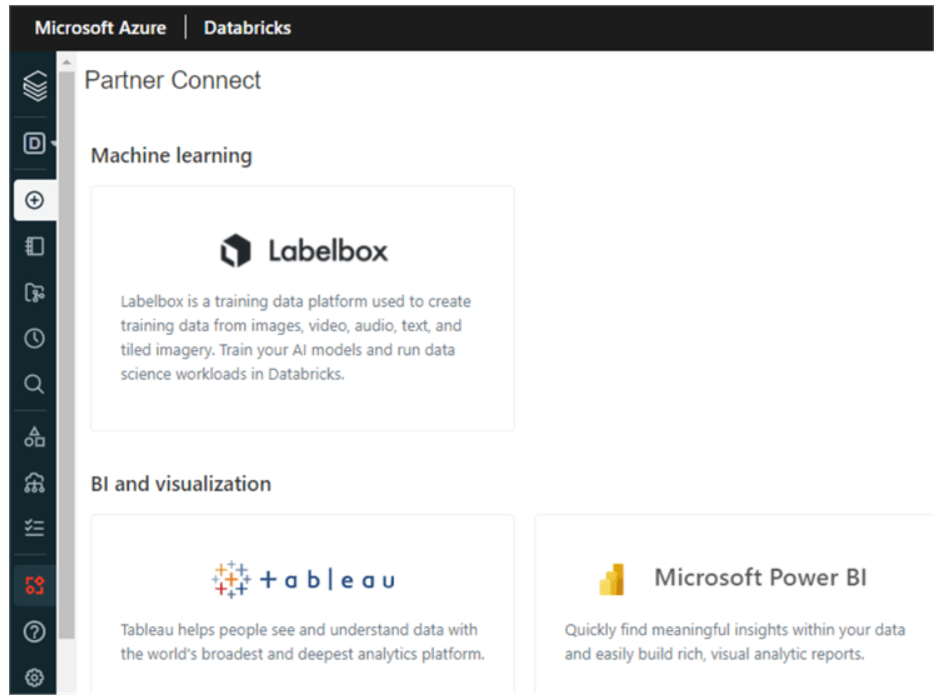 Microsoft Azure | Databricks
Partner Connect
D
Machine learning
Labelbox
Labelbox is a training data platform used to create
training data from images, video, audio, text, and
tiled imagery. Train your AI models and run data
science workloads in Databricks.
BI and visualization
+ a b | e a u
Tableau helps people see and understand data with
the world's broadest and deepest analytics platform.
Microsoft Power BI
Quickly find meaningful insights within your data
and easily build rich, visual analytic reports.